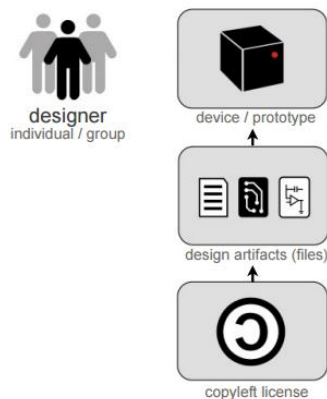 designer
individual / group
device / prototype
design artifacts (files)
copyleft license